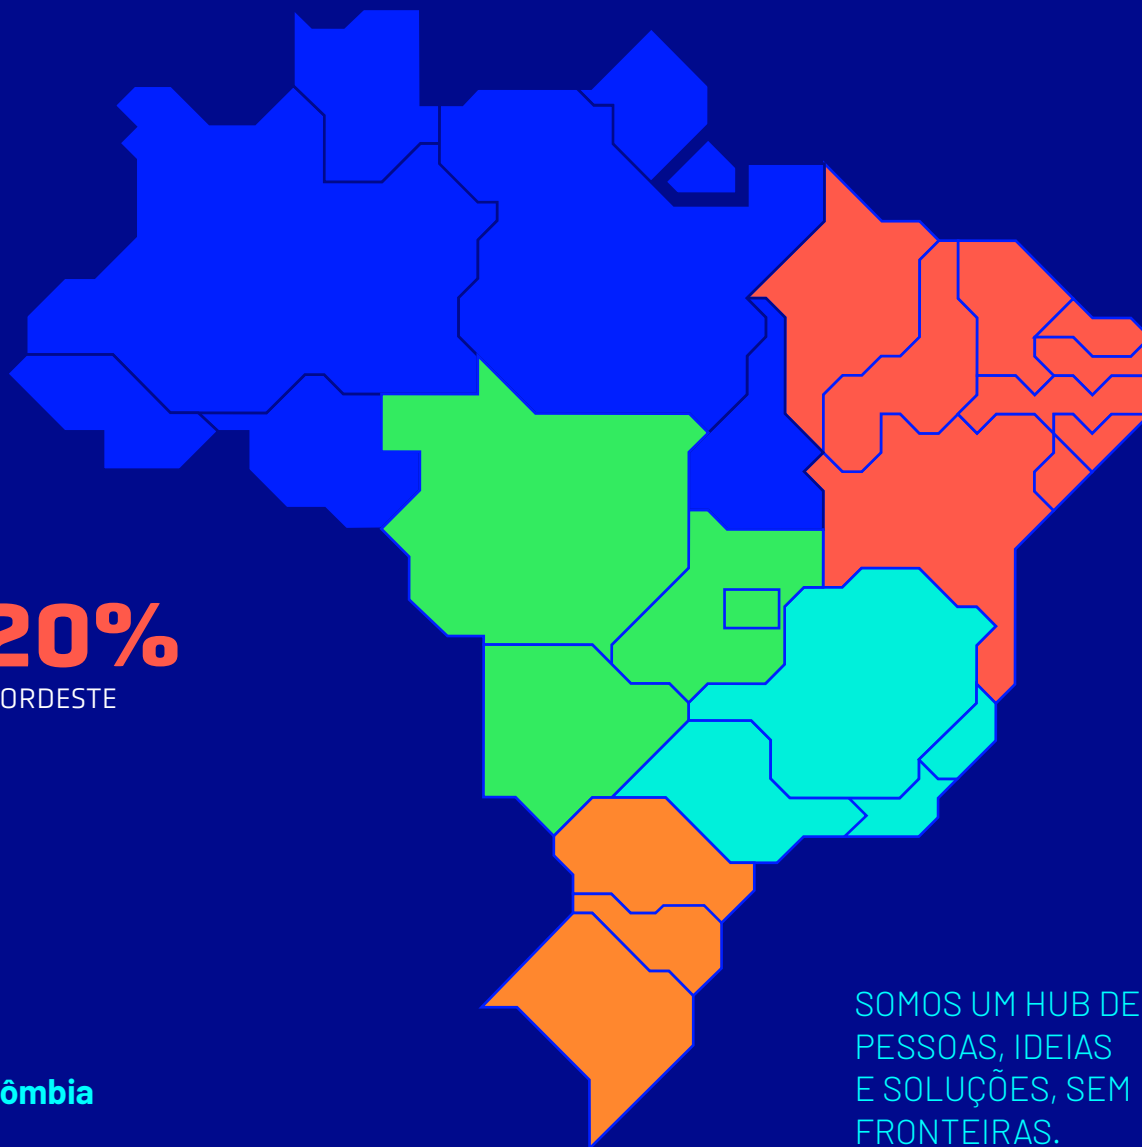 20%
ORDESTE
ômbia
SOMOS UM HUB DE
PESSOAS, IDEIAS
E SOLUÇÕES, SEM
FRONTEIRAS.